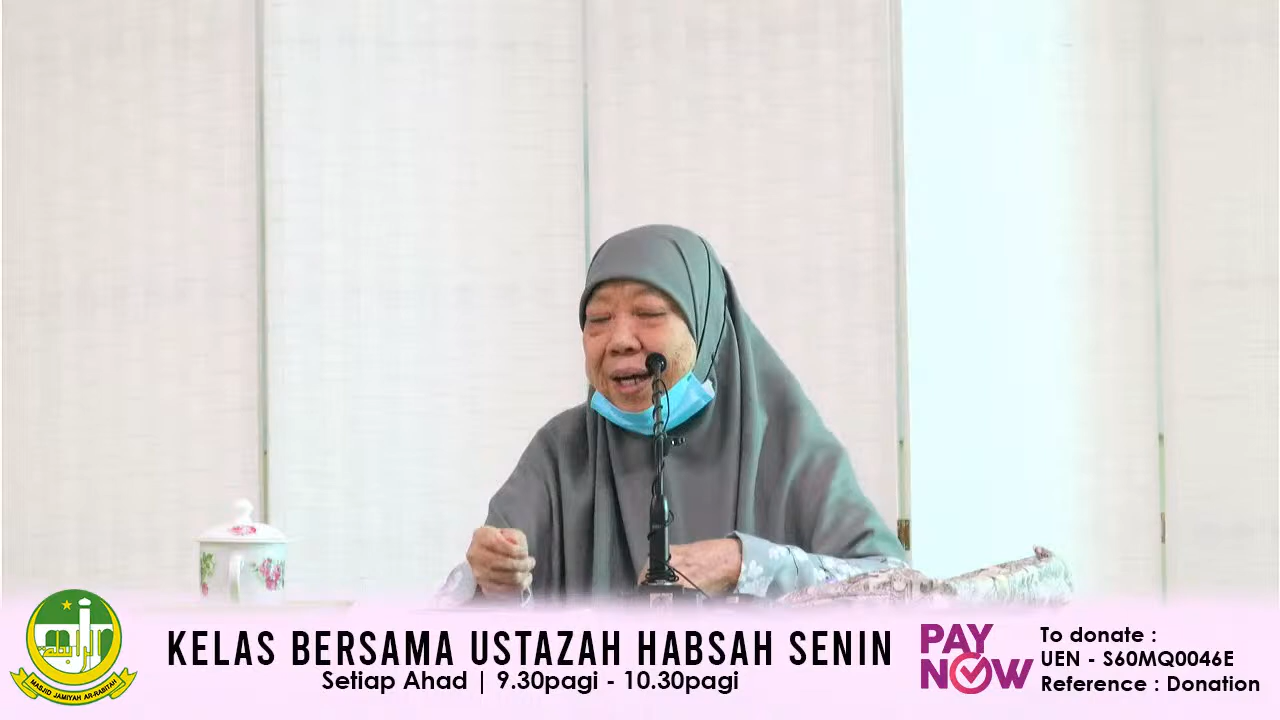 KELAS BERSAMA USTAZAH HABSAH SENIN
Setiap Ahad | 9.30pagi - 10.30pagi
MASJID JAMIYAH AR-RABITAH
PAY
NOW
To donate :
UEN - S60MQ0046E
Reference : Donation